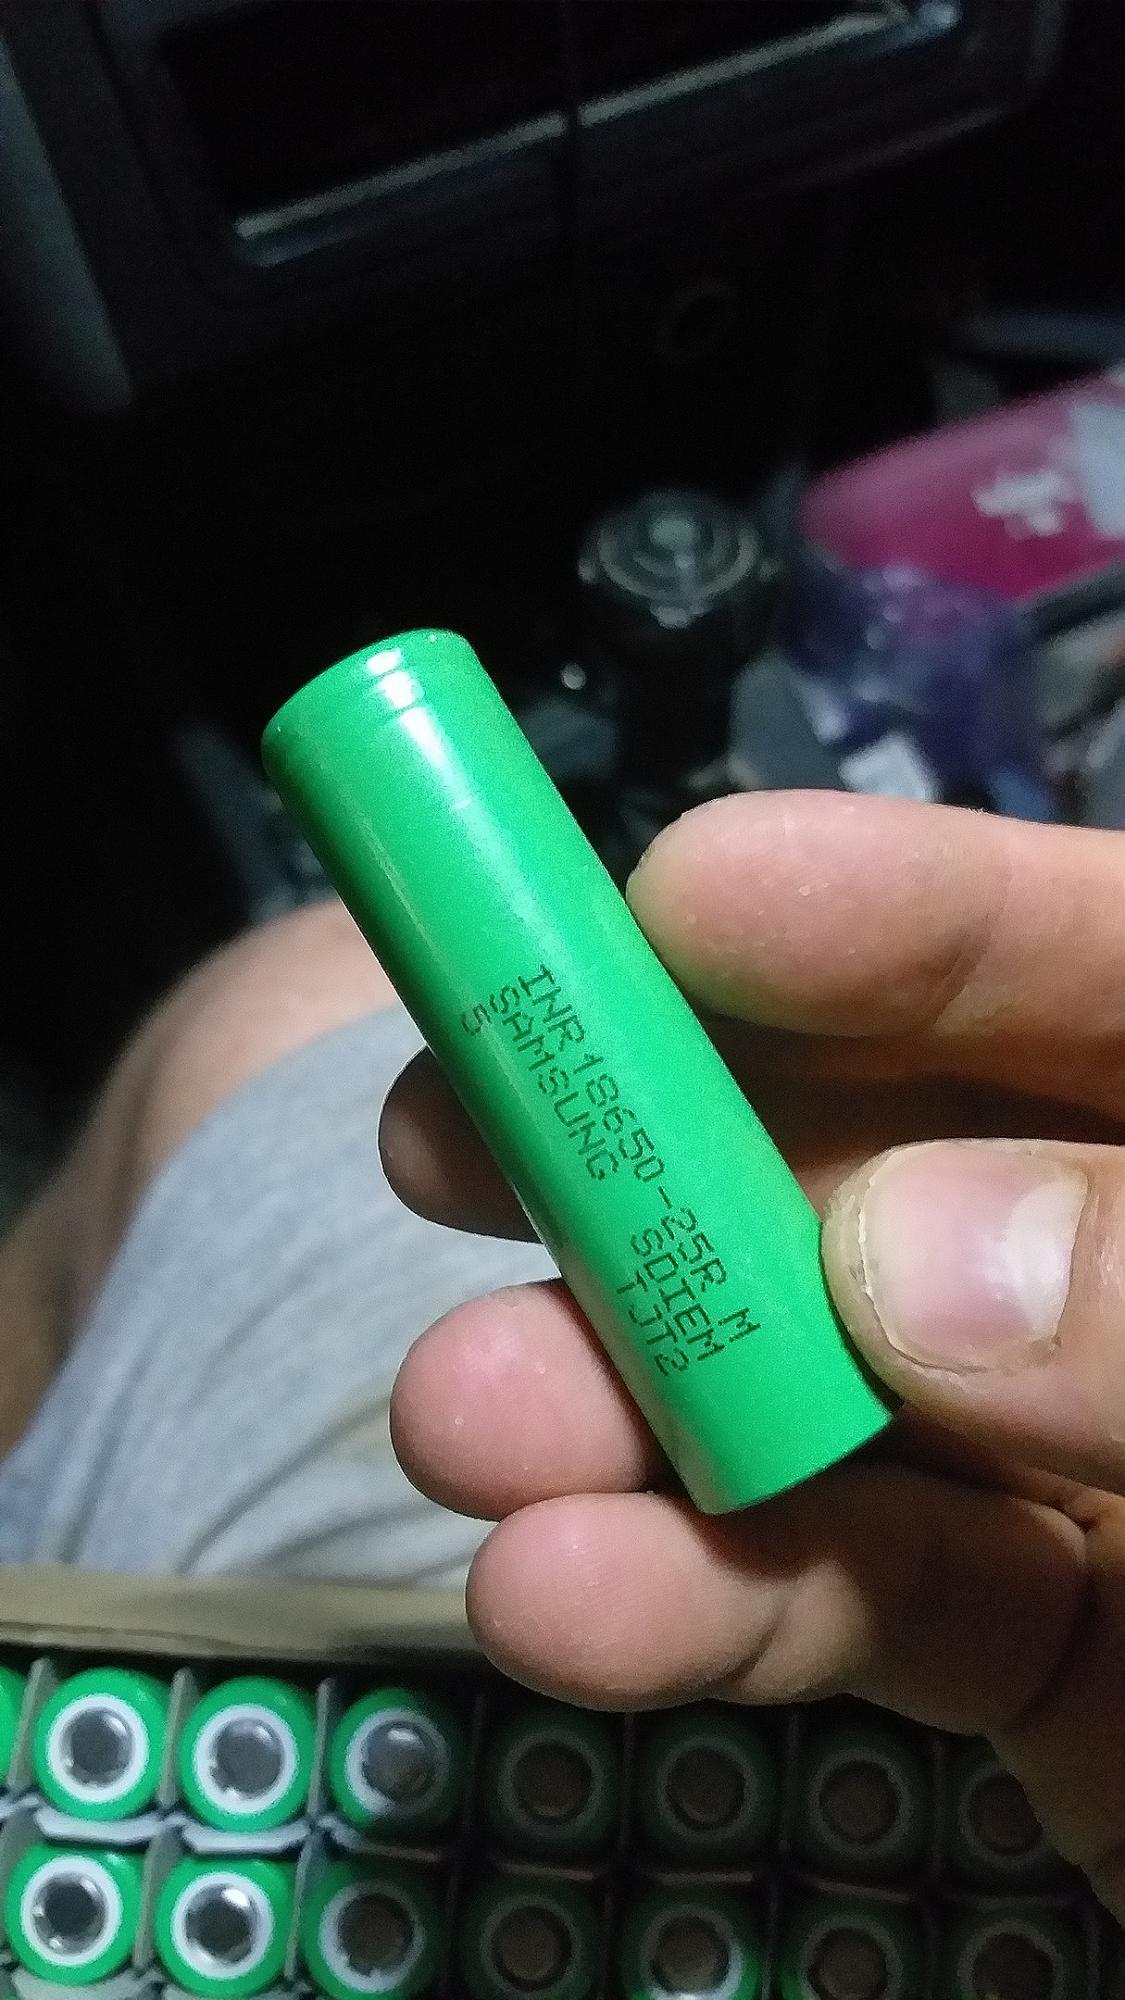 INR18650-25R M
SAMSUNG SDIEM
5 TJT2